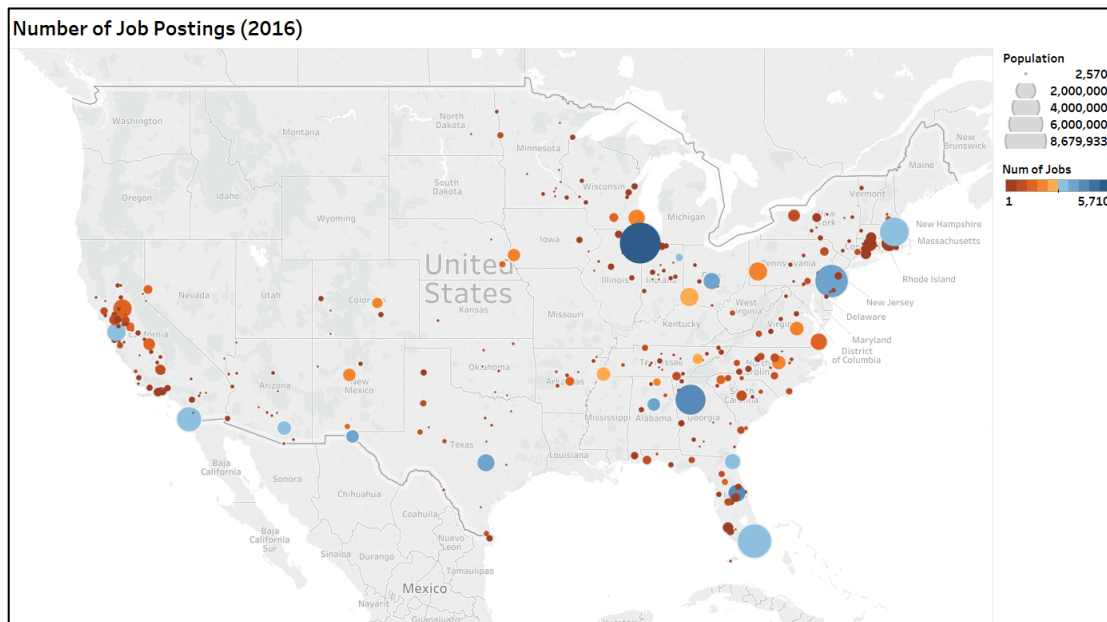 Number of Job Postings (2016)
Population
2,570
2,000,000
4,000,000
6,000,000
8,679,933
Num of Jobs
1
5,710
Washington
Montana
North
Dakota
Minnesota
Maine
New
Brunswick
Oregon
Idaho
South
Dakota
Wisconsin
Michigan
Vermont
New Hampshire
Massachusetts
Wyoming
Iowa
Pennsylvania
Rhode Island
Nevada
Utah
United
States
Illinois
Indiana
New Jersey
Delaware
Maryland
District
of Columbia
Kansas
Missouri
West
Virginia
Kentucky
Arizona
New
Mexico
Oklahoma
Mississippi
Alabama
Georgia
Texas
Louisiana
Baja
California
Sonora
Chihuahua
Coahuila
Baja
California
Sur
Sinaloa
Durango
Nuevo
León
Tamaulipas
Mexico
Nayarit
Guanajuato